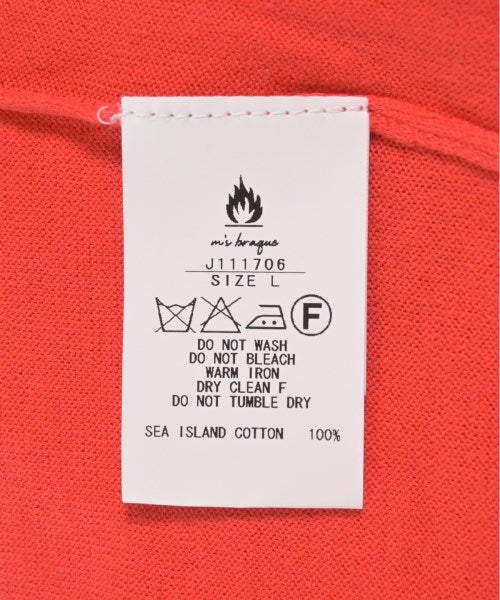 m's braque
J111706
SIZE L
F
DO NOT WASH
DO NOT BLEACH
WARM IRON
DRY CLEAN F
DO NOT TUMBLE DRY
SEA ISLAND COTTON 100%